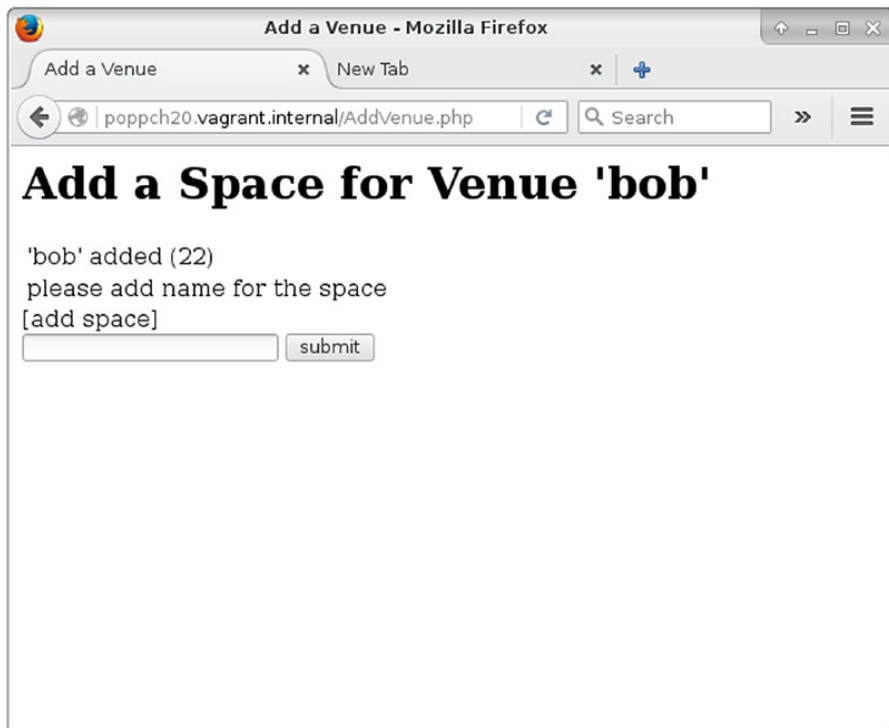 Add a Venue - Mozilla Firefox
Add a Venue
New Tab
poppch20.vagrant.internal/AddVenue.php
Search
Add a Space for Venue 'bob'
'bob' added (22)
please add name for the space
[add space]
submit